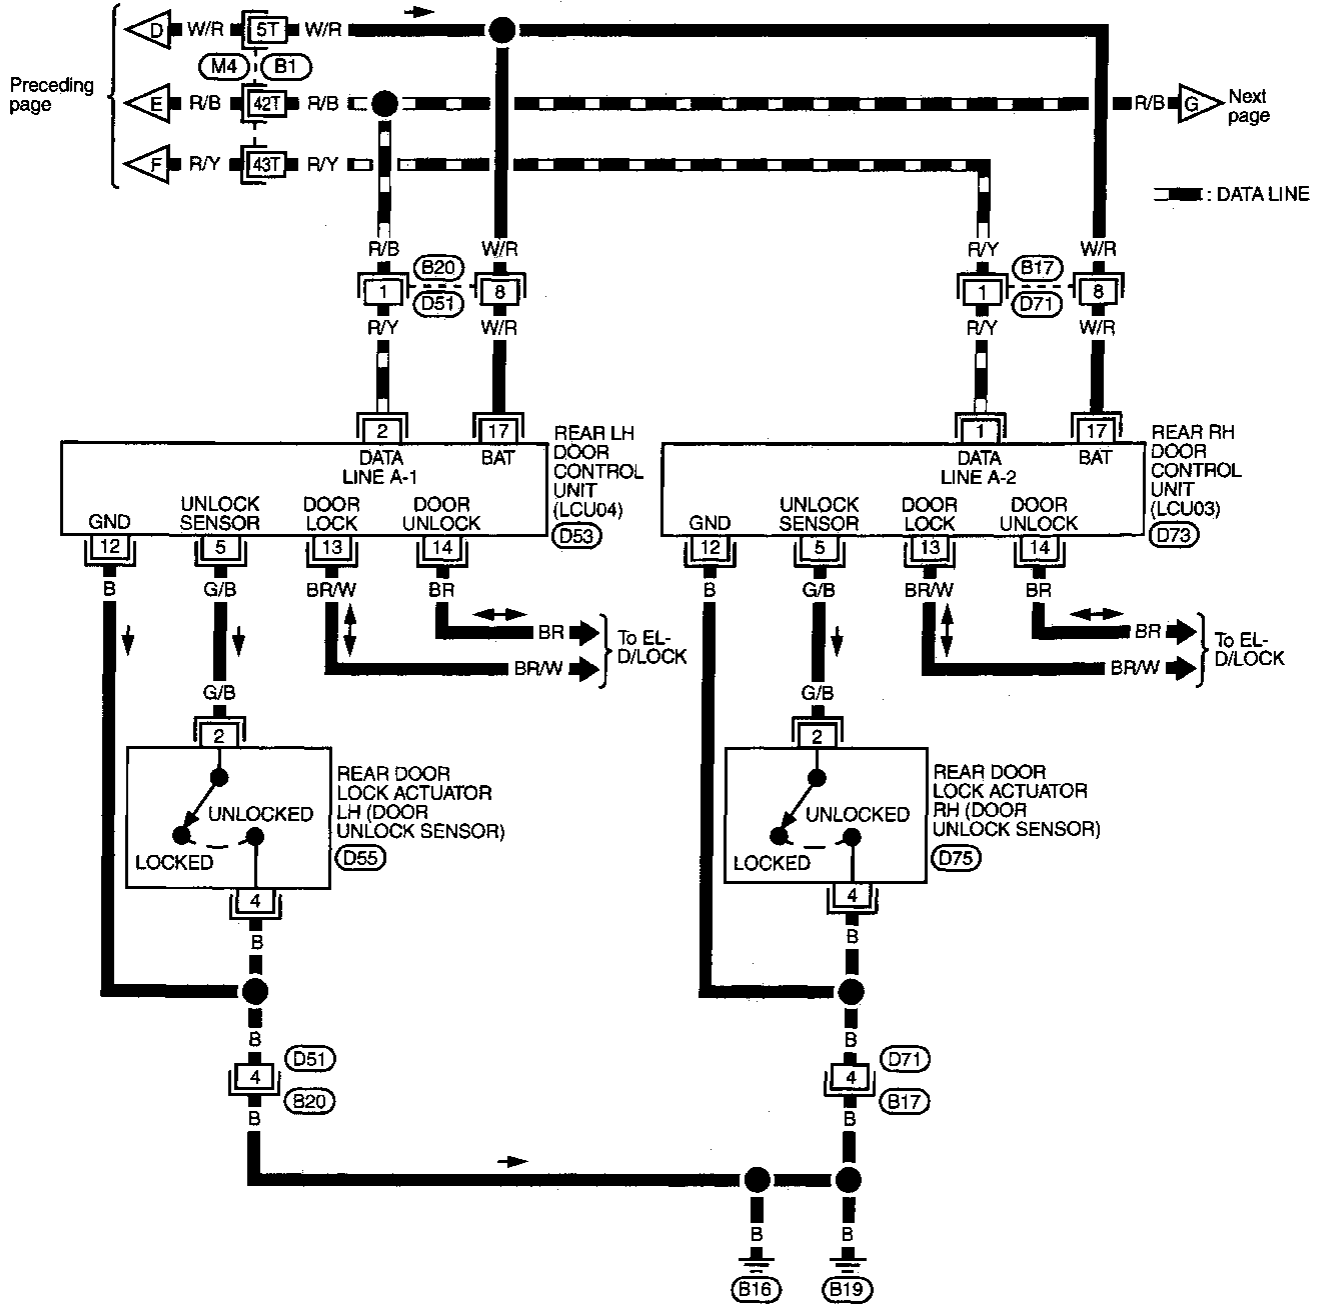 D W/R 5T W/R
M4 B1
Preceding
page
E R/B 42T R/B
R/B G
Next
page
F R/Y 43T R/Y
: DATA LINE
R/B W/R R/Y W/R
B20 B17
1 8 1 8
D51 D71
R/Y W/R R/Y W/R
2 17 1 17
DATA
LINE A-1
BAT
REAR LH
DOOR
CONTROL
UNIT
(LCU04)
D53
DATA
LINE A-2
BAT
REAR RH
DOOR
CONTROL
UNIT
(LCU03)
D73
GND
UNLOCK
SENSOR
DOOR
LOCK
DOOR
UNLOCK
GND
UNLOCK
SENSOR
DOOR
LOCK
DOOR
UNLOCK
12 5 13 14 12 5 13 14
B G/B BR/W BR B G/B BR/W BR
BR
BR/W
To EL-
D/LOCK
BR
BR/W
To EL-
D/LOCK
G/B G/B
2 2
UNLOCKED
LOCKED
REAR DOOR
LOCK ACTUATOR
LH (DOOR
UNLOCK SENSOR)
D55
UNLOCKED
LOCKED
REAR DOOR
LOCK ACTUATOR
RH (DOOR
UNLOCK SENSOR)
D75
4 4
B B
B B
D51 D71
4 4
B20 B17
B B
B B
B16 B19